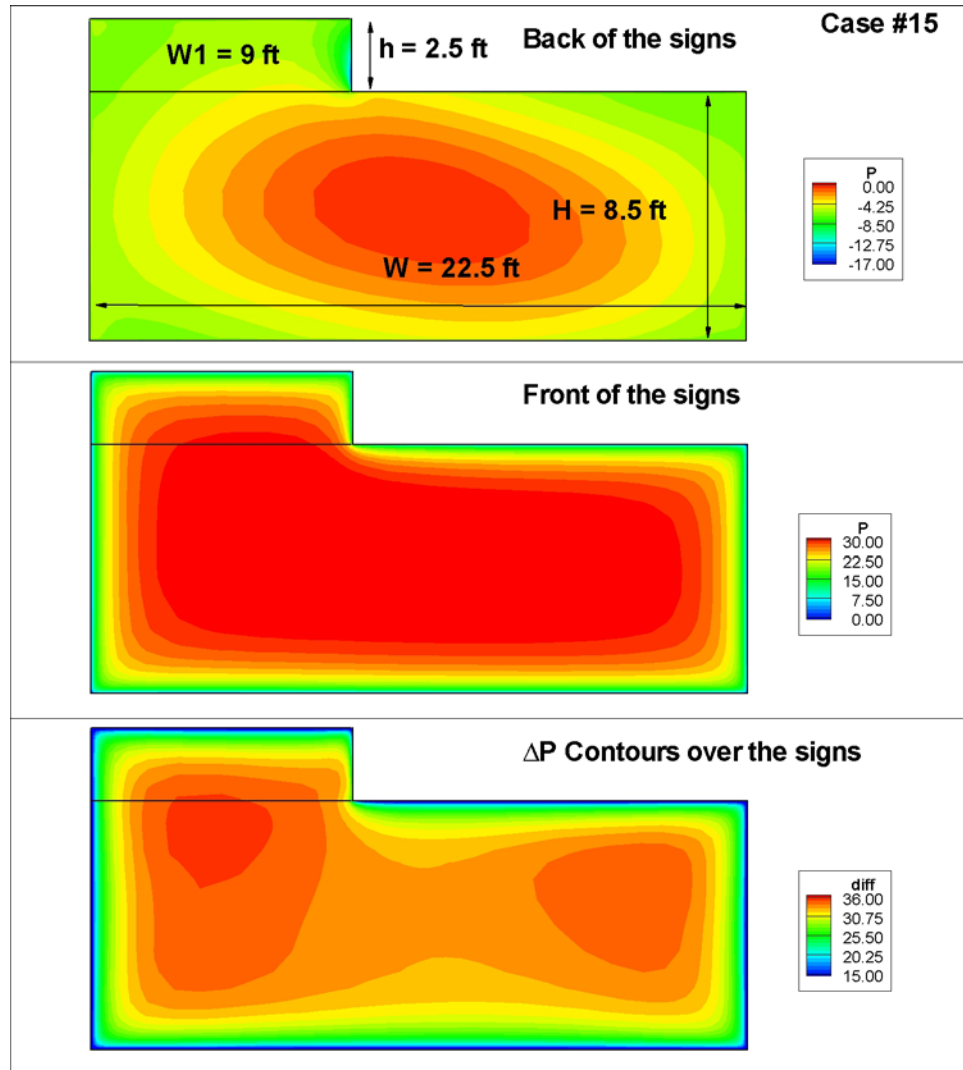 Case #15
Back of the signs
W1 = 9 ft
h = 2.5 ft
H = 8.5 ft
W = 22.5 ft
P
0.00
-4.25
-8.50
-12.75
-17.00
Front of the signs
P
30.00
22.50
15.00
7.50
0.00
ΔP Contours over the signs
diff
36.00
30.75
25.50
20.25
15.00